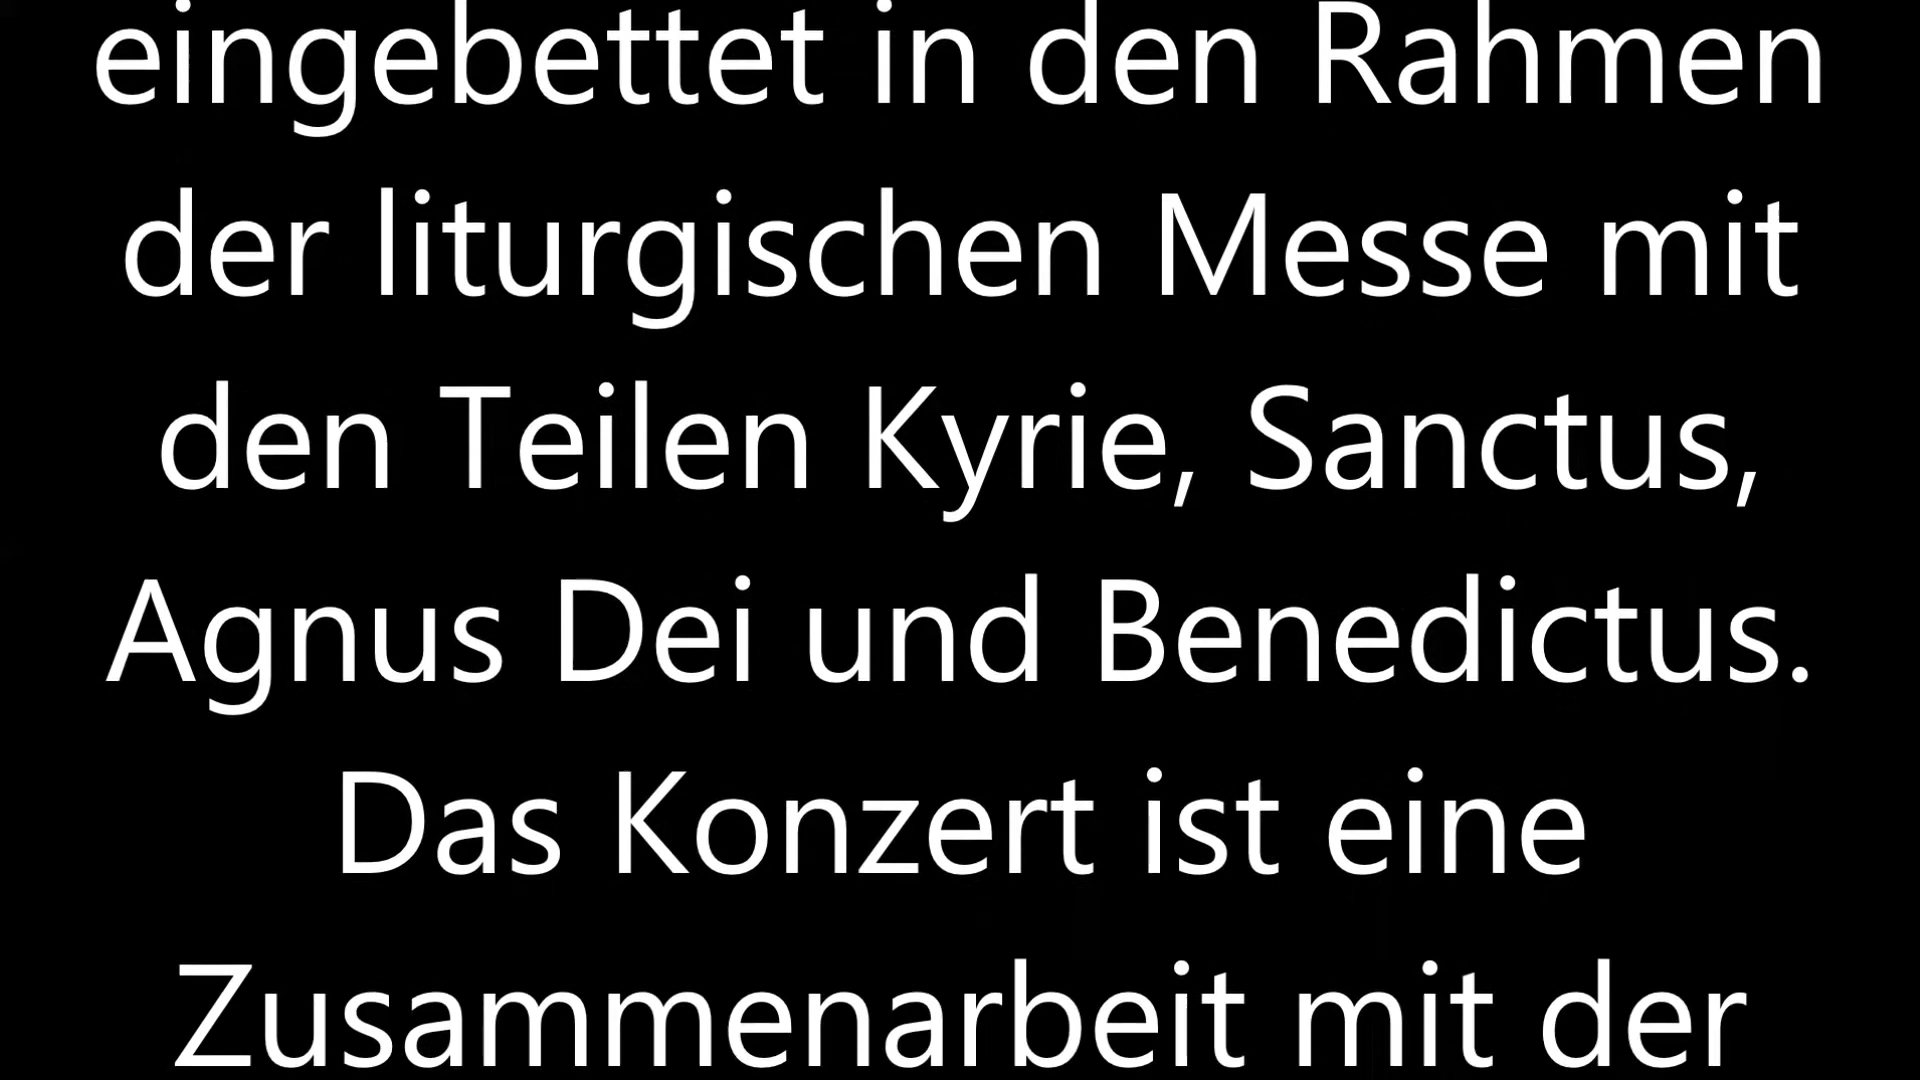 eingebettet in den Rahmen
der liturgischen Messe mit
den Teilen Kyrie, Sanctus,
Agnus Dei und Benedictus.
Das Konzert ist eine
Zusammenarbeit mit der